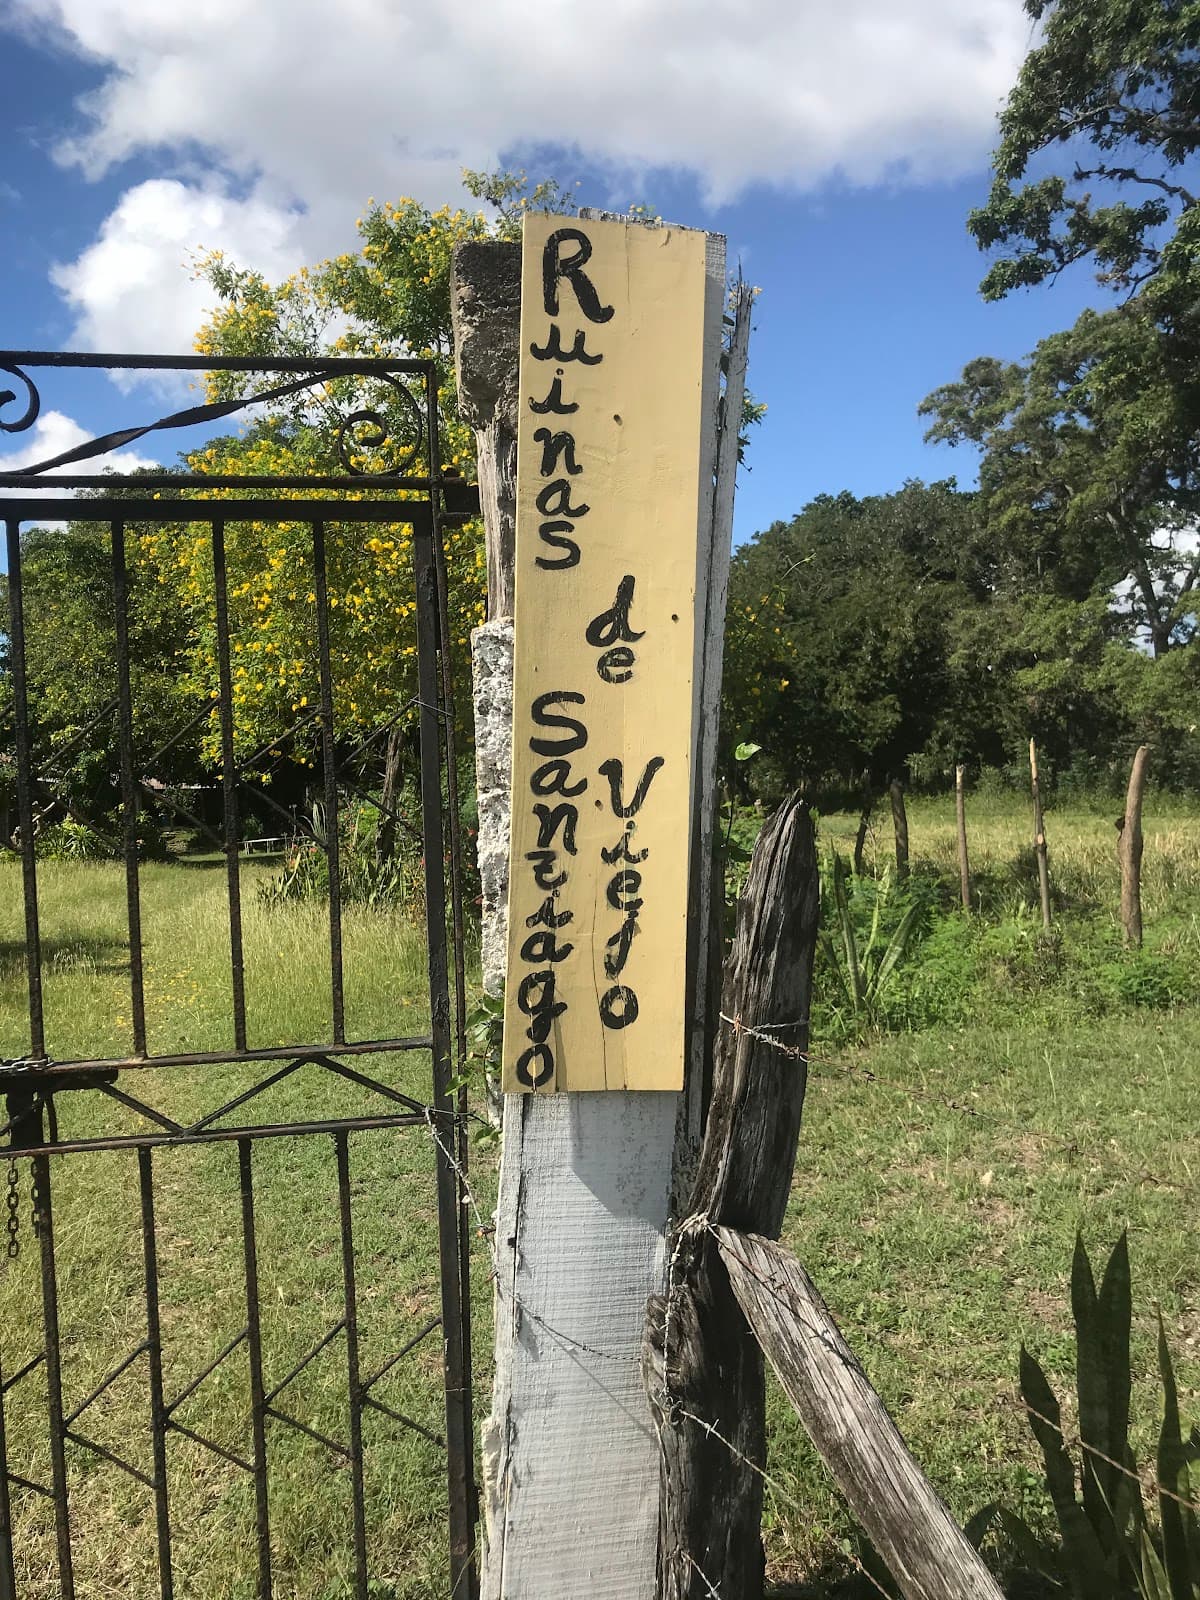 Ruinas
de
Santiago
Viejo